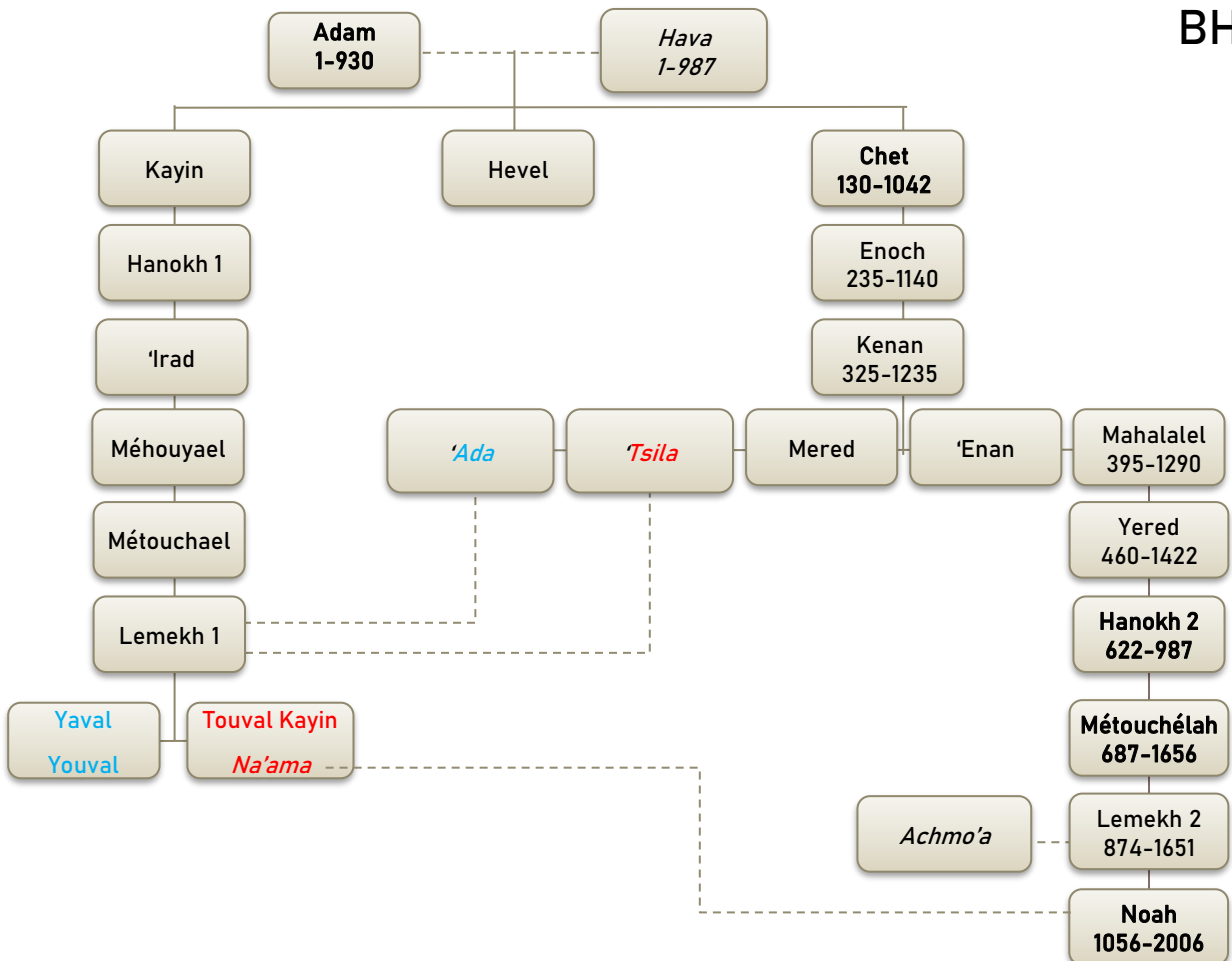 BH
Adam
1-930
Hava
1-987
Kayin
Hevel
Chet
130-1042
Hanokh 1
Enoch
235-1140
‘Irad
Kenan
325-1235
Méhouyael
‘Ada
‘Tsila
Mered
‘Enan
Mahalalel
395-1290
Métouchael
Yered
460-1422
Lemekh 1
Hanokh 2
622-987
Yaval
Youval
Touval Kayin
Na’ama
Métouchélah
687-1656
Achmo’a
Lemekh 2
874-1651
Noah
1056-2006